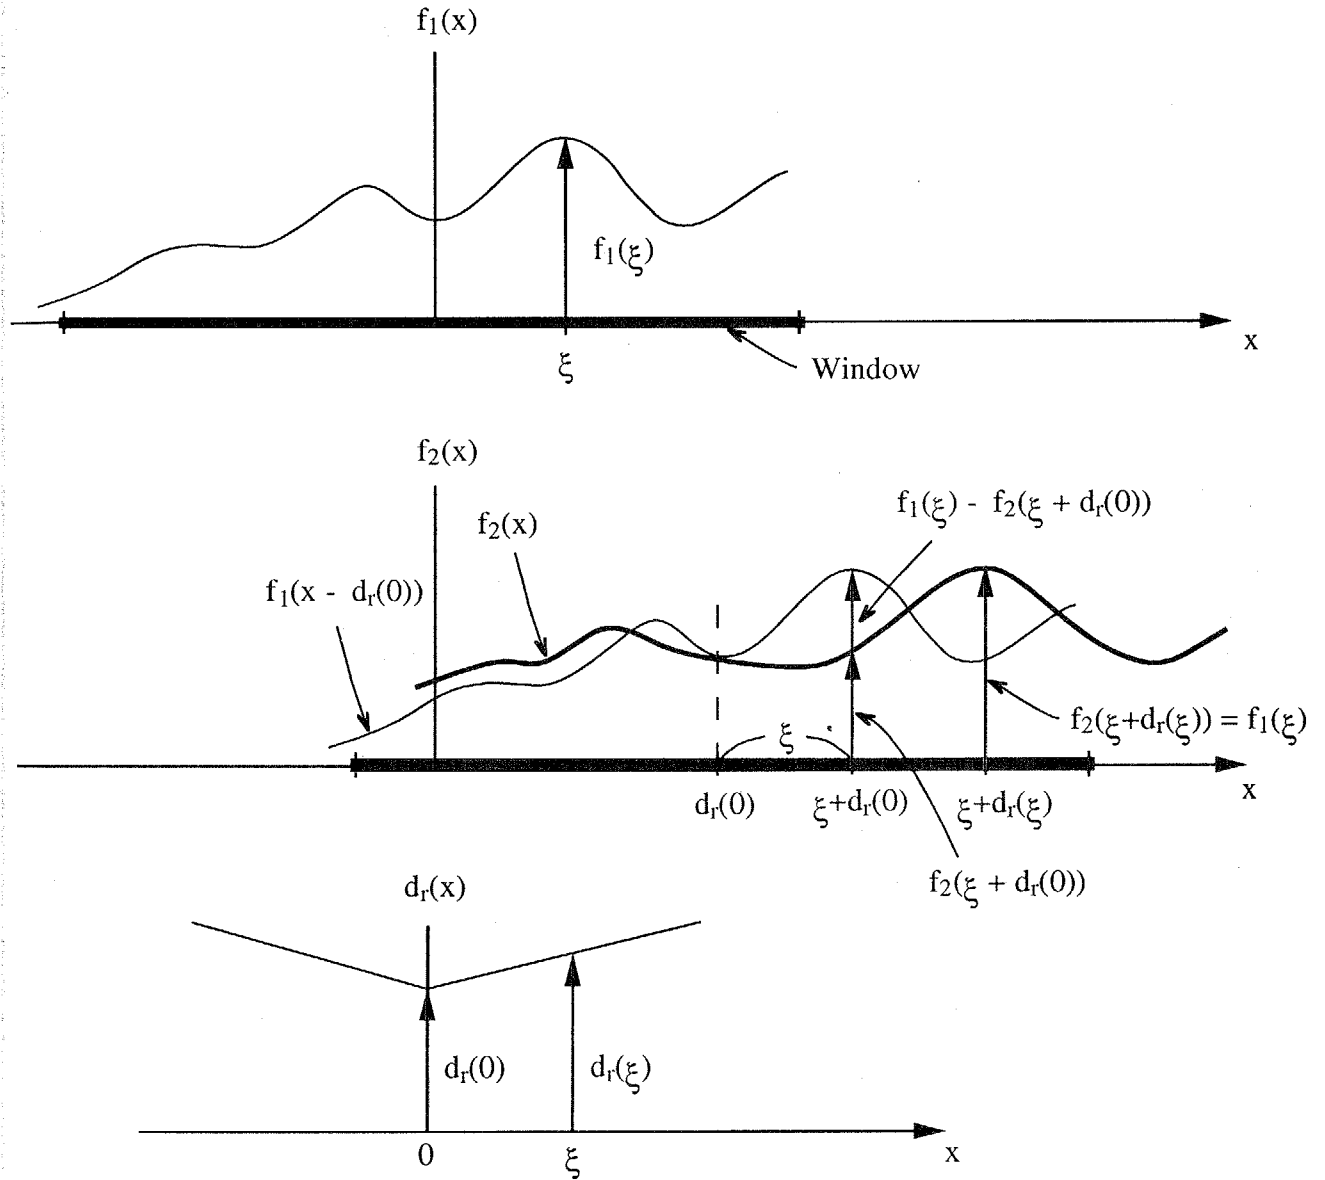 f₁(x)
f₁(ξ)
x
ξ
Window
f₂(x)
f₁(ξ) - f₂(ξ + dᵣ(0))
f₂(x)
f₁(x - dᵣ(0))
f₂(ξ+dᵣ(ξ)) = f₁(ξ)
ξ
x
dᵣ(0) ξ+dᵣ(0) ξ+dᵣ(ξ)
f₂(ξ + dᵣ(0))
dᵣ(x)
dᵣ(0) dᵣ(ξ)
0 ξ x